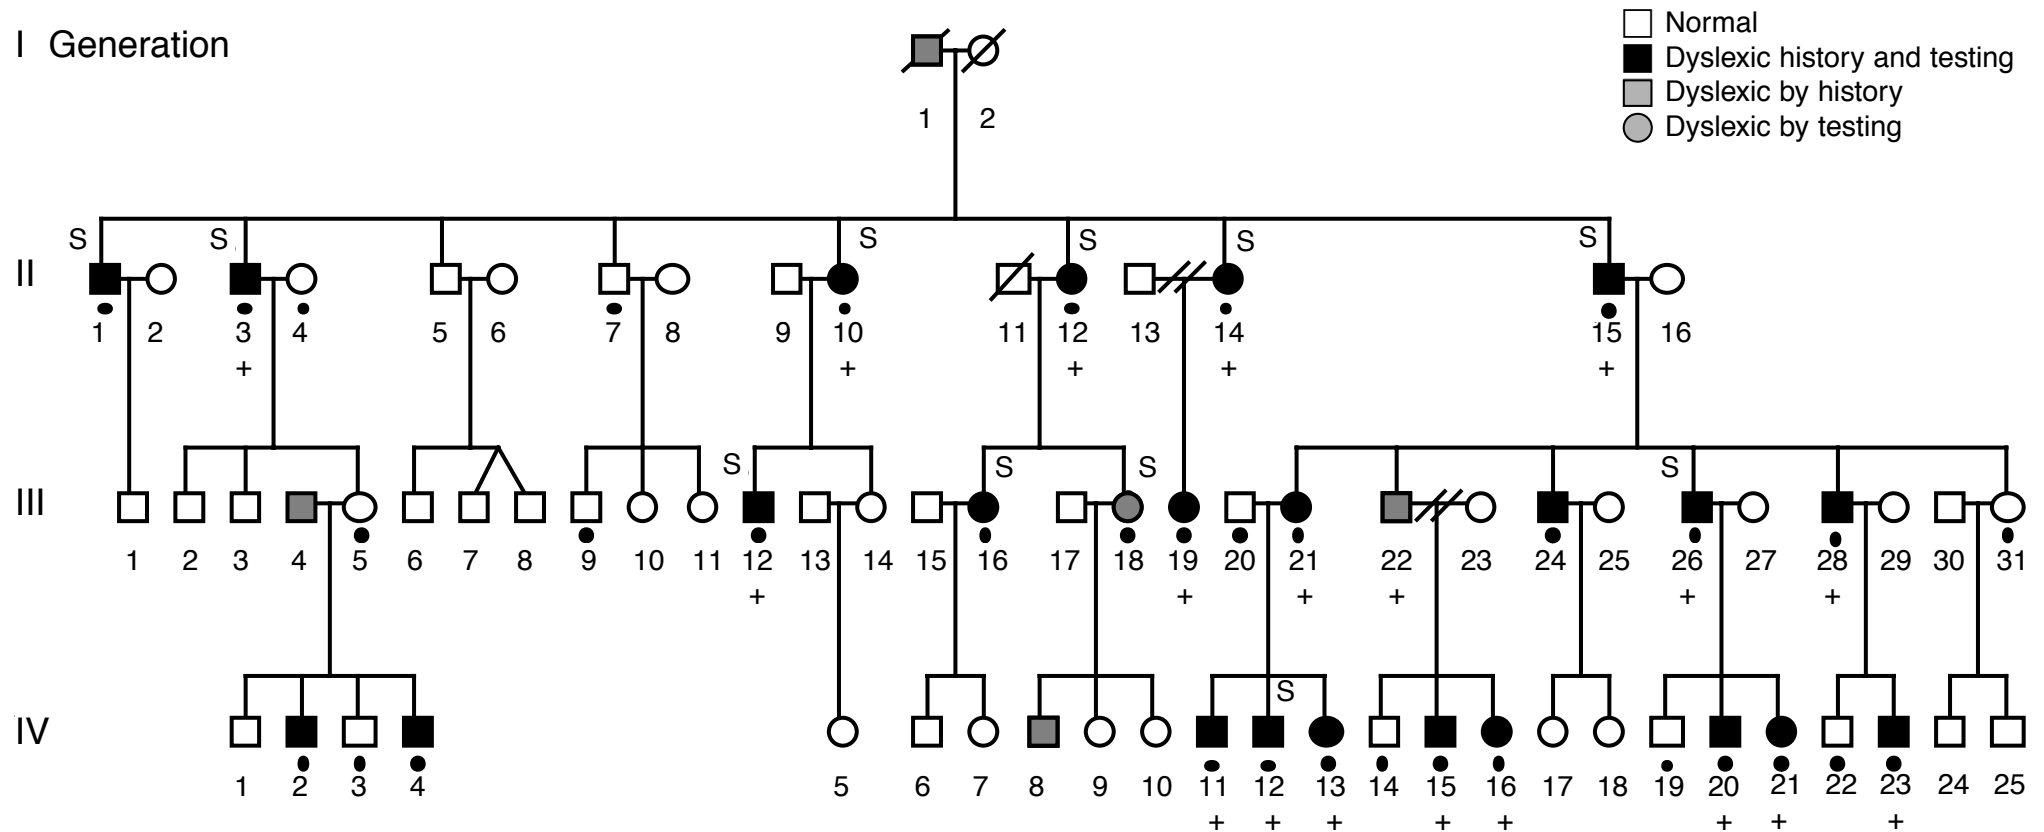 I Generation
Normal
Dyslexic history and testing
Dyslexic by history
Dyslexic by testing
1 2
S S S S S S
II
1 2 3 4 5 6 7 8 9 10 11 12 13 14 15 16
+ + + + +
S S S S
III
1 2 3 4 5 6 7 8 9 10 11 12 13 14 15 16 17 18 19 20 21 22 23 24 25 26 27 28 29 30 31
+ + + + + +
S
IV
1 2 3 4 5 6 7 8 9 10 11 12 13 14 15 16 17 18 19 20 21 22 23 24 25
+ + + + + + + +